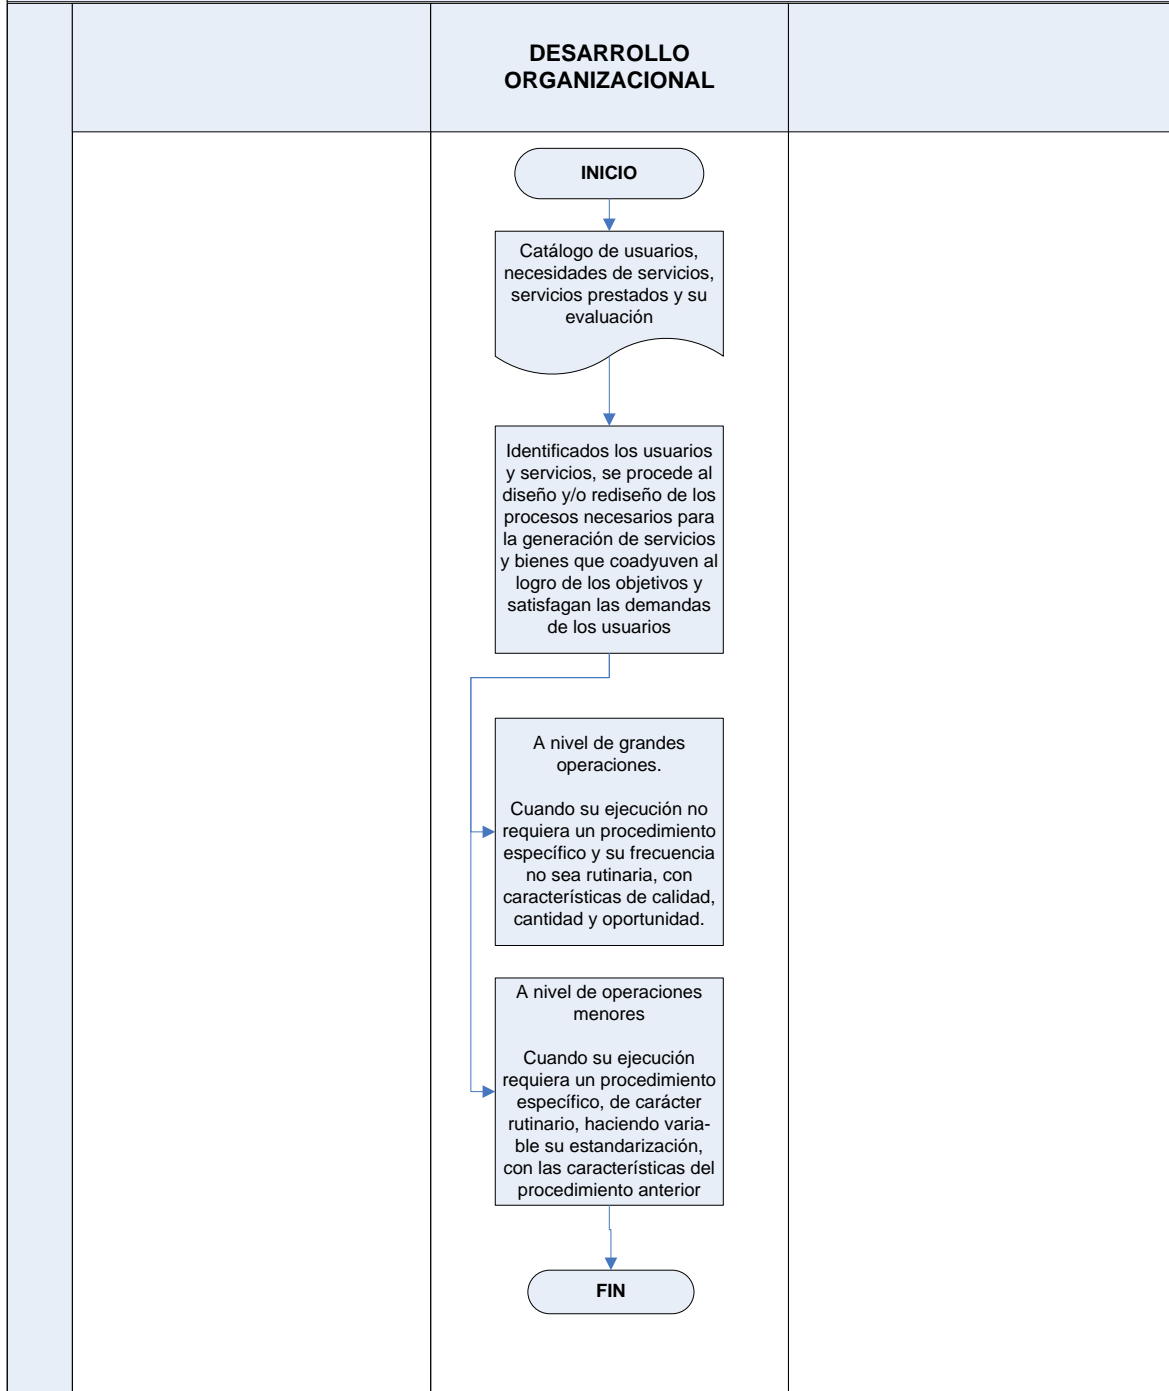 DESARROLLO
ORGANIZACIONAL
INICIO
Catálogo de usuarios,
necesidades de servicios,
servicios prestados y su
evaluación
Identificados los usuarios
y servicios, se procede al
diseño y/o rediseño de los
procesos necesarios para
la generación de servicios
y bienes que coadyuven al
logro de los objetivos y
satisfagan las demandas
de los usuarios
A nivel de grandes
operaciones.
Cuando su ejecución no
requiera un procedimiento
específico y su frecuencia
no sea rutinaria, con
características de calidad,
cantidad y oportunidad.
A nivel de operaciones
menores
Cuando su ejecución
requiera un procedimiento
específico, de carácter
rutinario, haciendo varia-
ble su estandarización,
con las características del
procedimiento anterior
FIN